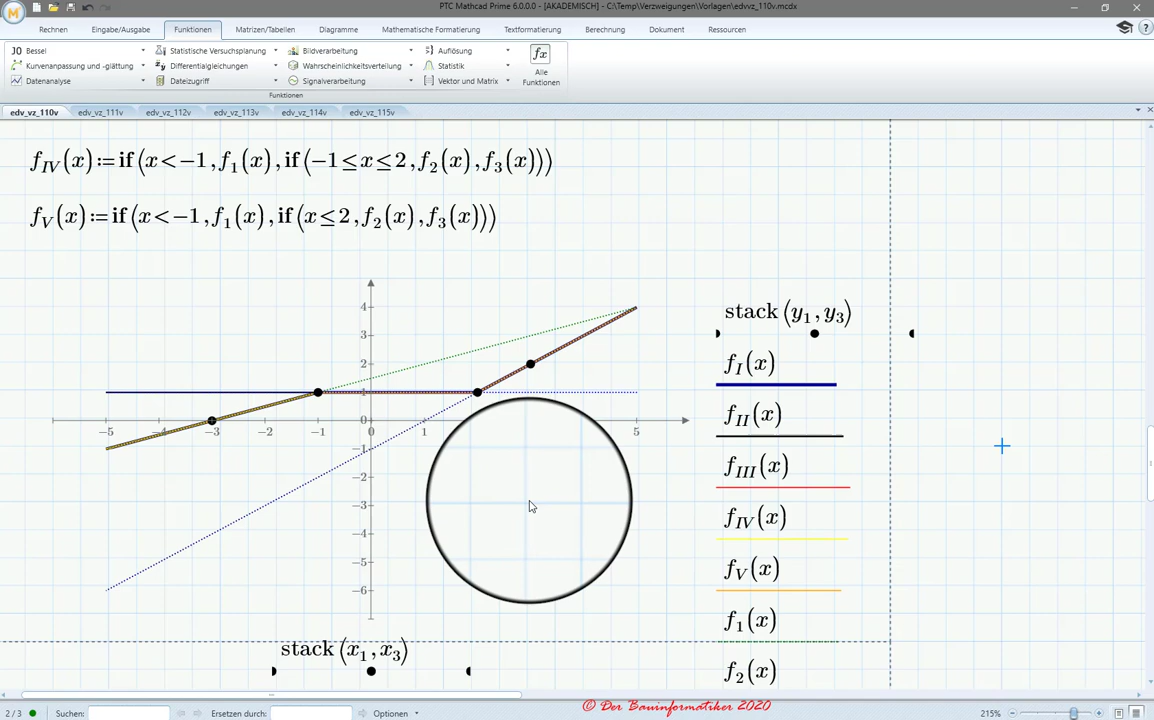 PTC Mathcad Prime 6.0.0.0 - [AKADEMISCH] - C:\Temp\Verzweigungen\Vorlagen\edvvz_110v.mcdx
Rechnen Eingabe/Ausgabe Funktionen Matrizen/Tabellen Diagramme Mathematische Formatierung Textformatierung Berechnung Dokument Ressourcen
Bessel Statistische Versuchsplanung Bildverarbeitung Auflösung
Kurvenanpassung und -glättung Differentialgleichungen Wahrscheinlichkeitsverteilung Statistik
Datenanalyse Dateizugriff Signalverarbeitung Vektor und Matrix
Alle Funktionen
Funktionen
edv_vz_110v edv_vz_111v edv_vz_112v edv_vz_113v edv_vz_114v edv_vz_115v
f_IV(x):=if(x<−1,f_1(x),if(−1≤x≤2,f_2(x),f_3(x)))
f_V(x):=if(x<−1,f_1(x),if(x≤2,f_2(x),f_3(x)))
4
3
2
1
0
−5 −3 −2 −1 0 1 5
−1
−2
−3
−4
−5
−6
stack(y_1,y_3)
f_I(x)
f_II(x)
f_III(x)
f_IV(x)
f_V(x)
f_1(x)
f_2(x)
stack(x_1,x_3)
2/3 Suchen: Ersetzen durch: Optionen 215%
© Der Bauinformatiker 2020